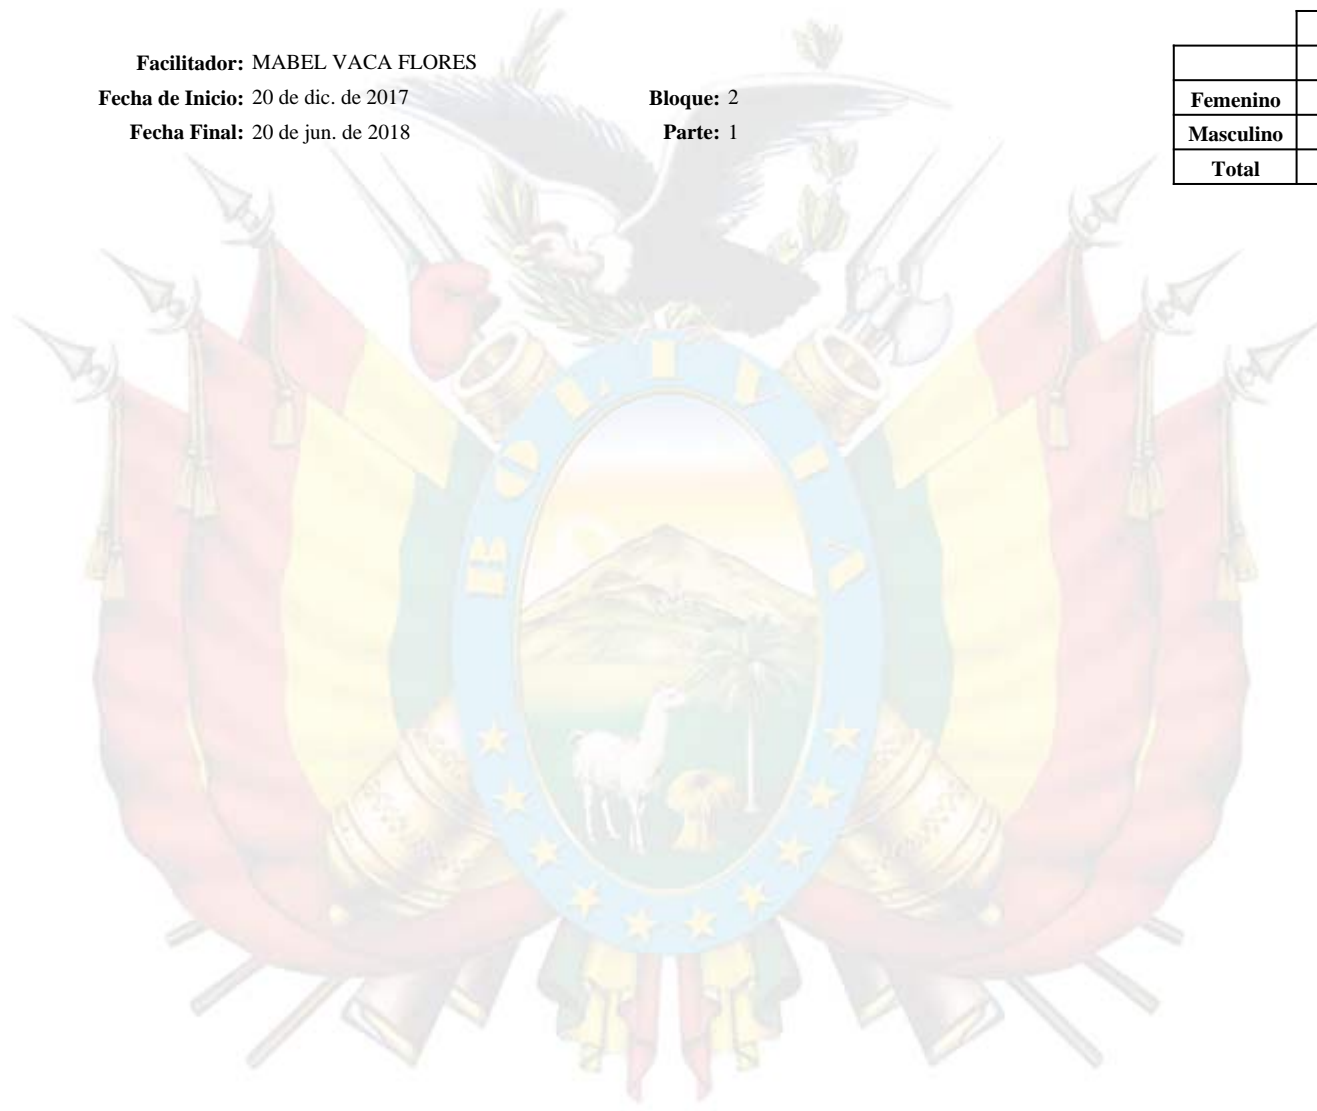 Facilitador: MABEL VACA FLORES
Fecha de Inicio: 20 de dic. de 2017 Bloque: 2
Fecha Final: 20 de jun. de 2018 Parte: 1
Femenino
Masculino
Total
BOLIVIA